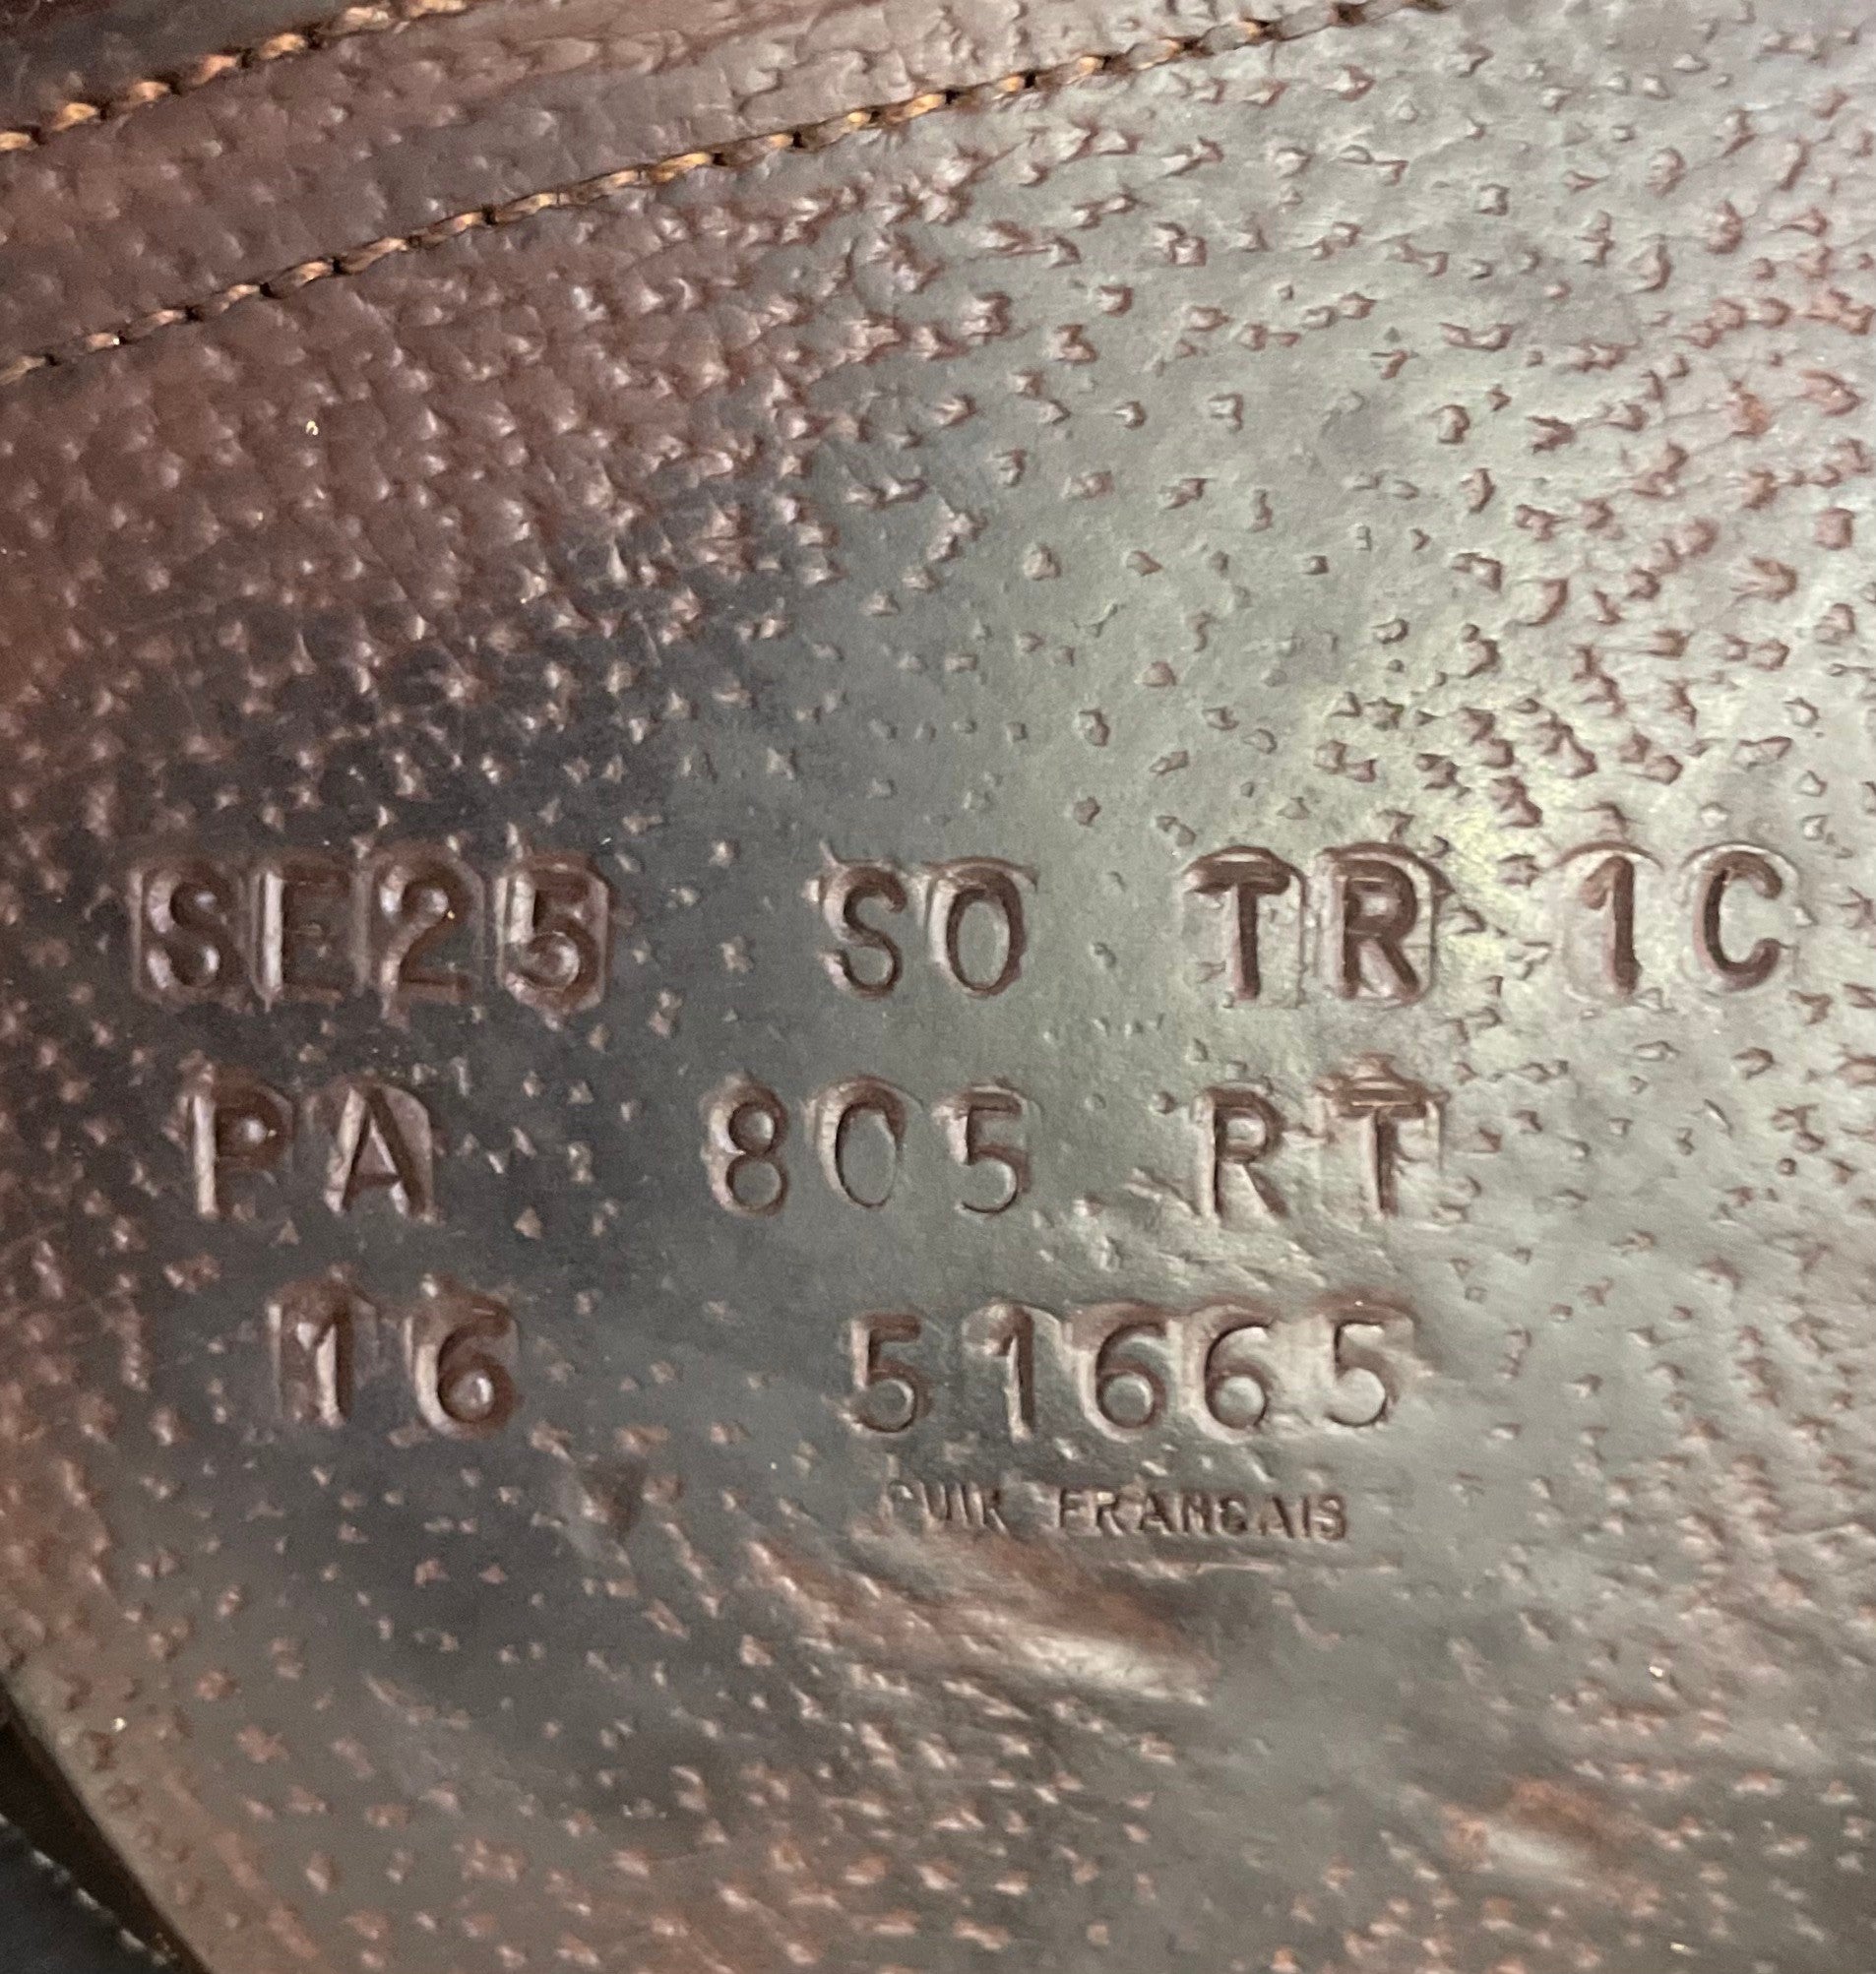 SE25 SO TR 1C
PA 805 RT
16 51665
CUIR FRANCAIS